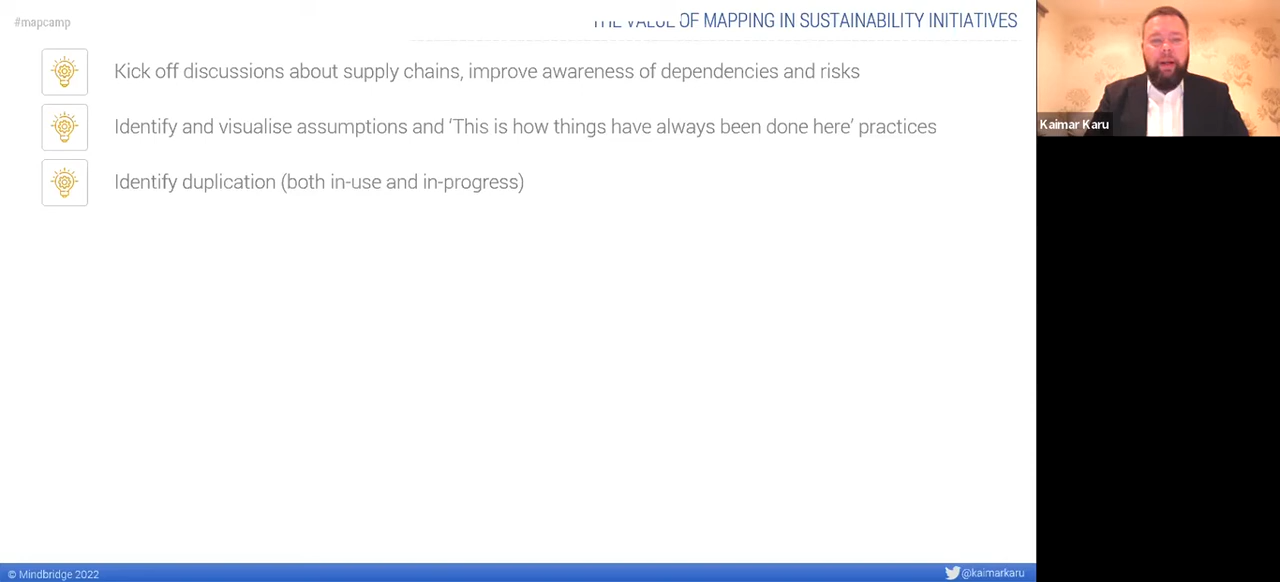 #mapcamp
THE VALUE OF MAPPING IN SUSTAINABILITY INITIATIVES
Kick off discussions about supply chains, improve awareness of dependencies and risks
Identify and visualise assumptions and ‘This is how things have always been done here’ practices
Identify duplication (both in-use and in-progress)
Kaimar Karu
© Mindbridge 2022
@kaimarkaru